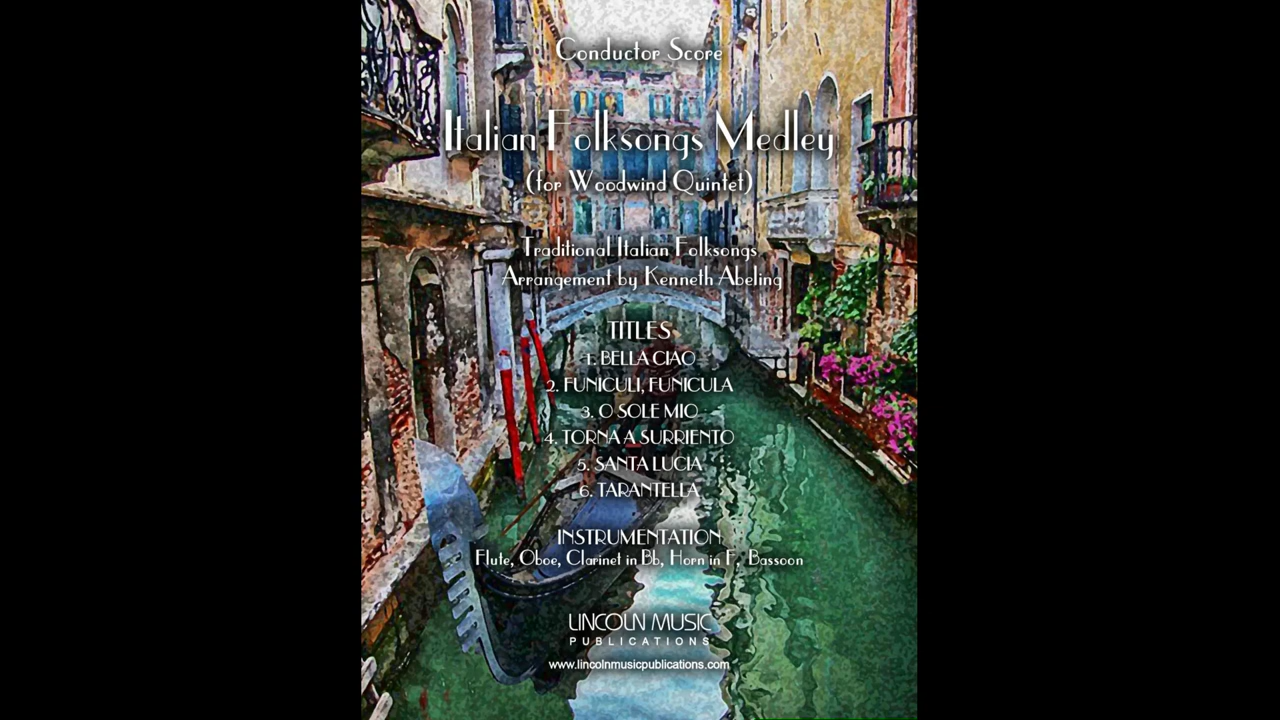 Conductor Score
Italian Folksongs Medley
(for Woodwind Quintet)
Traditional Italian Folksongs
Arrangement by Kenneth Abeling
TITLES
1. BELLA CIAO
2. FUNICULI, FUNICULA
3. O SOLE MIO
4. TORNA A SURRIENTO
5. SANTA LUCIA
6. TARANTELLA
INSTRUMENTATION
Flute, Oboe, Clarinet in Bb, Horn in F, Bassoon
LINCOLN MUSIC
PUBLICATIONS
www.lincolnmusicpublications.com